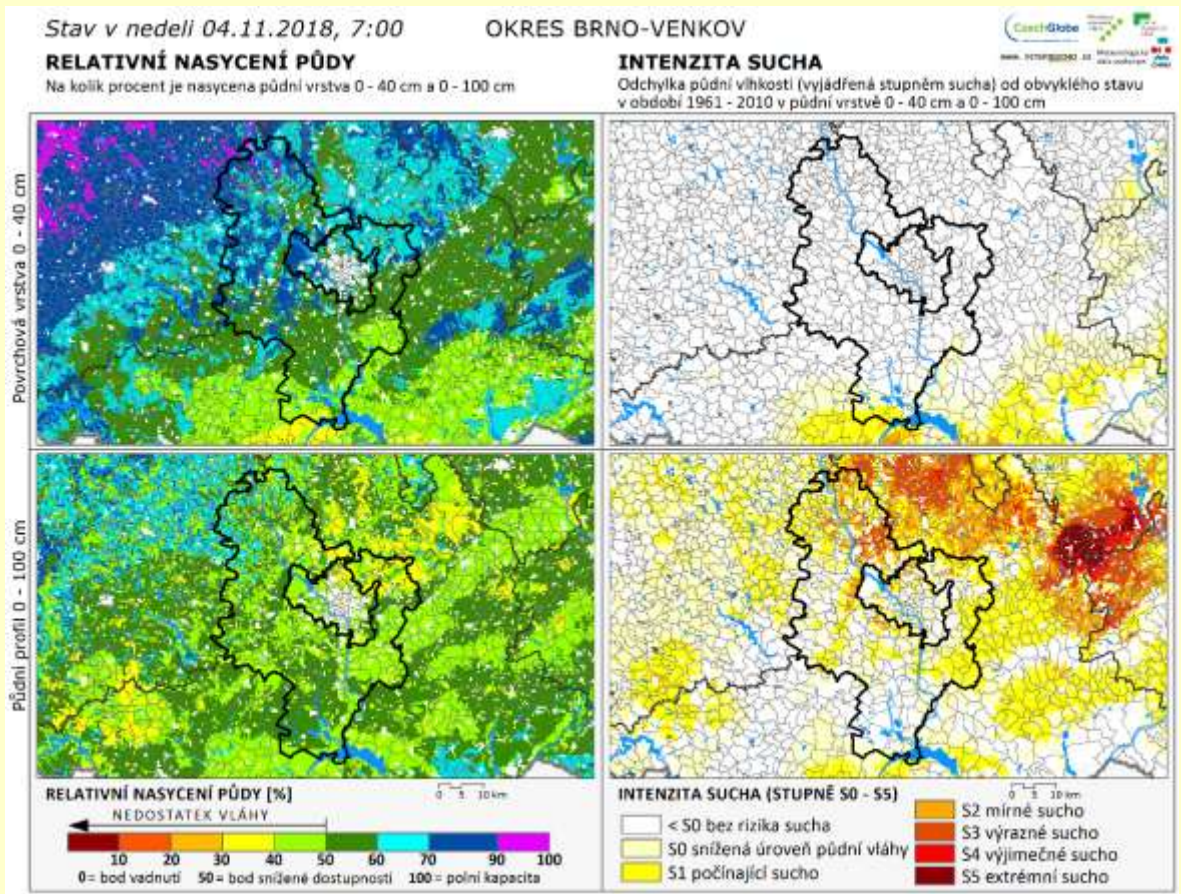 Stav v nedeli 04.11.2018, 7:00
OKRES BRNO-VENKOV
CzechGlobe
RELATIVNÍ NASYCENÍ PŮDY
Na kolik procent je nasycena půdní vrstva 0 - 40 cm a 0 - 100 cm
INTENZITA SUCHA
Odchylka půdní vlhkosti (vyjádřená stupněm sucha) od obvyklého stavu
v období 1961 - 2010 v půdní vrstvě 0 - 40 cm a 0 - 100 cm
Povrchová vrstva 0 - 40 cm
Půdní profil 0 - 100 cm
RELATIVNÍ NASYCENÍ PŮDY [%]
0 5 10 km
NEDOSTATEK VLÁHY
10 20 30 40 50 60 70 80 90 100
0= bod vadnutí 50 = bod snížené dostupnosti 100 = polní kapacita
INTENZITA SUCHA (STUPNĚ S0 - S5)
0 5 10 km
< S0 bez rizika sucha
S0 snížená úroveň půdní vláhy
S1 počínající sucho
S2 mírné sucho
S3 výrazné sucho
S4 výjimečné sucho
S5 extrémní sucho